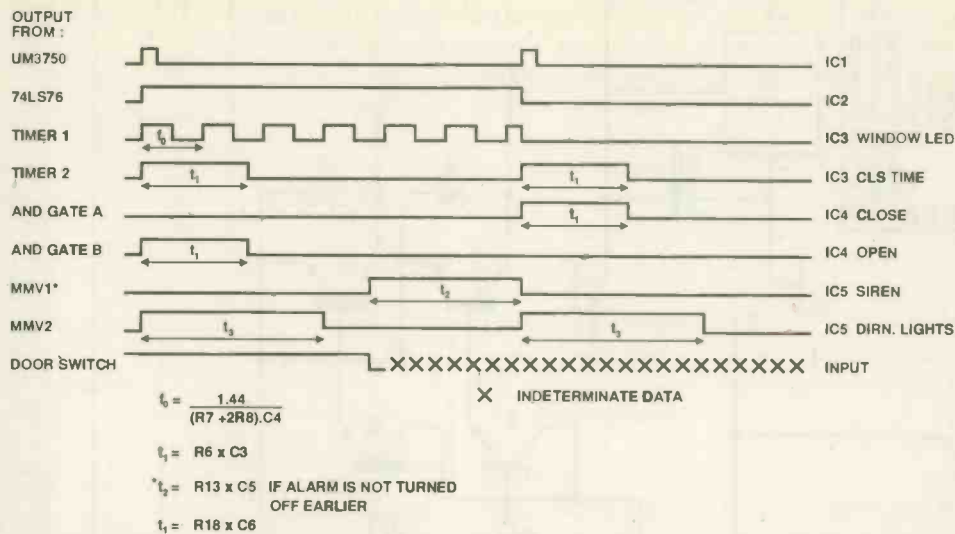 OUTPUT
FROM :
UM3750 IC1
74LS76 IC2
TIMER 1 t₀ IC3 WINDOW LED
TIMER 2 t₁ t₁ IC3 CLS TIME
AND GATE A t₁ IC4 CLOSE
AND GATE B t₁ IC4 OPEN
MMV1* t₂ IC5 SIREN
MMV2 t₃ t₃ IC5 DIRN. LIGHTS
DOOR SWITCH XXXXXXXXXXXXXXXXXXXXXXX INPUT
X INDETERMINATE DATA
t₀ = 1.44
(R7 +2R8).C4
t₁ = R6 x C3
*t₂ = R13 x C5 IF ALARM IS NOT TURNED
OFF EARLIER
t₁ = R18 x C6